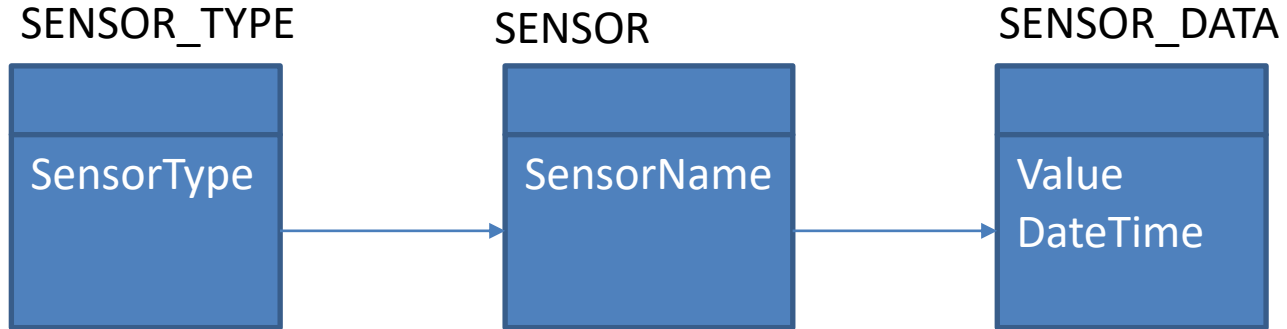 SENSOR_TYPE
SENSOR
SENSOR_DATA
SensorType
SensorName
Value
DateTime